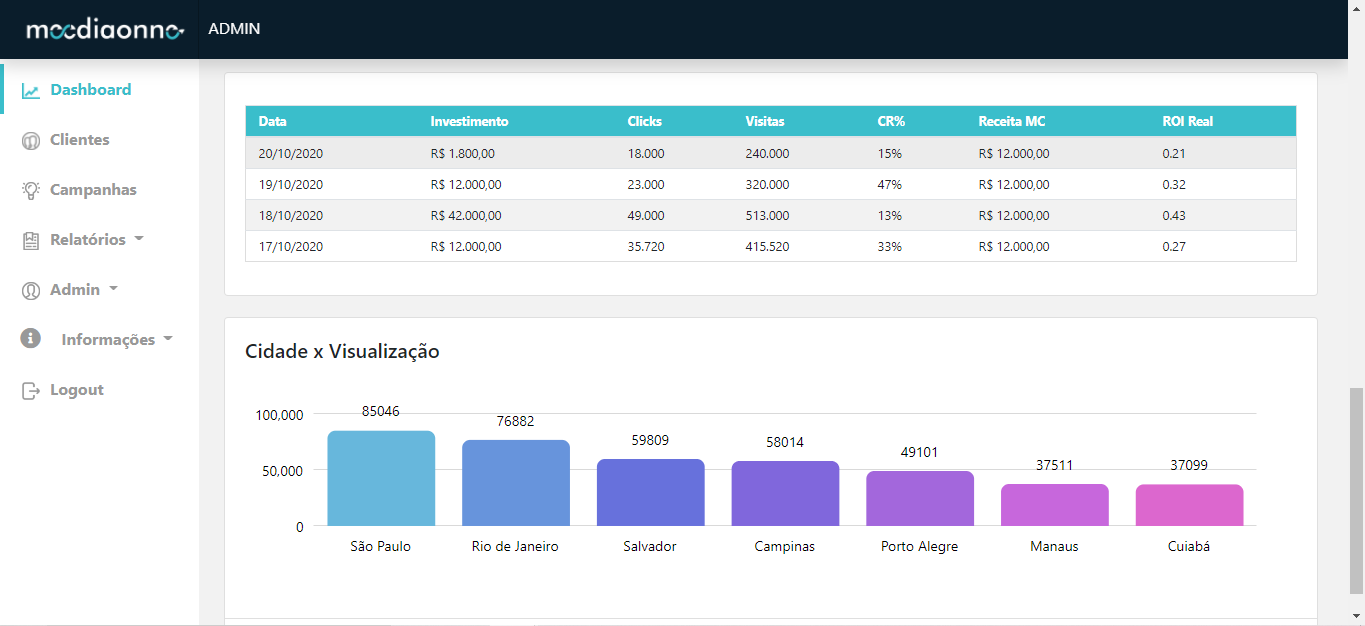 moediaonne ADMIN
Dashboard
Clientes
Campanhas
Relatórios
Admin
Informações
Logout
Data Investimento Clicks Visitas CR% Receita MC ROI Real
20/10/2020 R$ 1.800,00 18.000 240.000 15% R$ 12.000,00 0.21
19/10/2020 R$ 12.000,00 23.000 320.000 47% R$ 12.000,00 0.32
18/10/2020 R$ 42.000,00 49.000 513.000 13% R$ 12.000,00 0.43
17/10/2020 R$ 12.000,00 35.720 415.520 33% R$ 12.000,00 0.27
Cidade x Visualização
100,000
50,000
0
85046 76882 59809 58014 49101 37511 37099
São Paulo Rio de Janeiro Salvador Campinas Porto Alegre Manaus Cuiabá